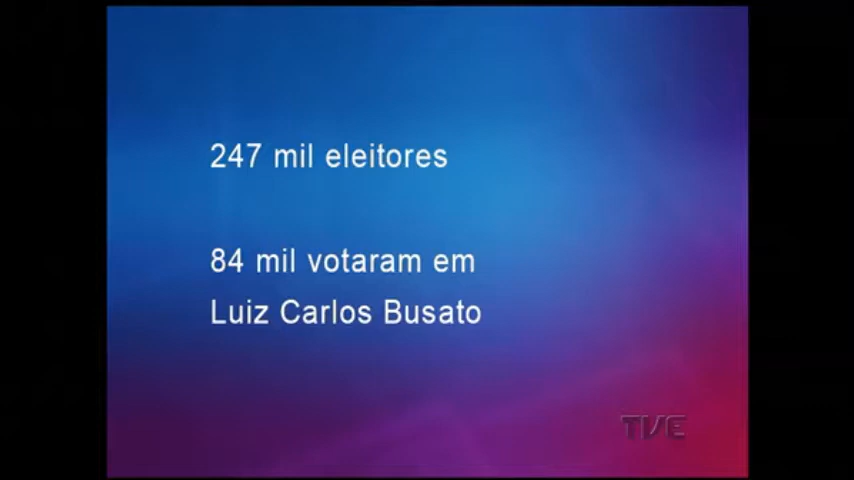 247 mil eleitores
84 mil votaram em
Luiz Carlos Busato
TVE